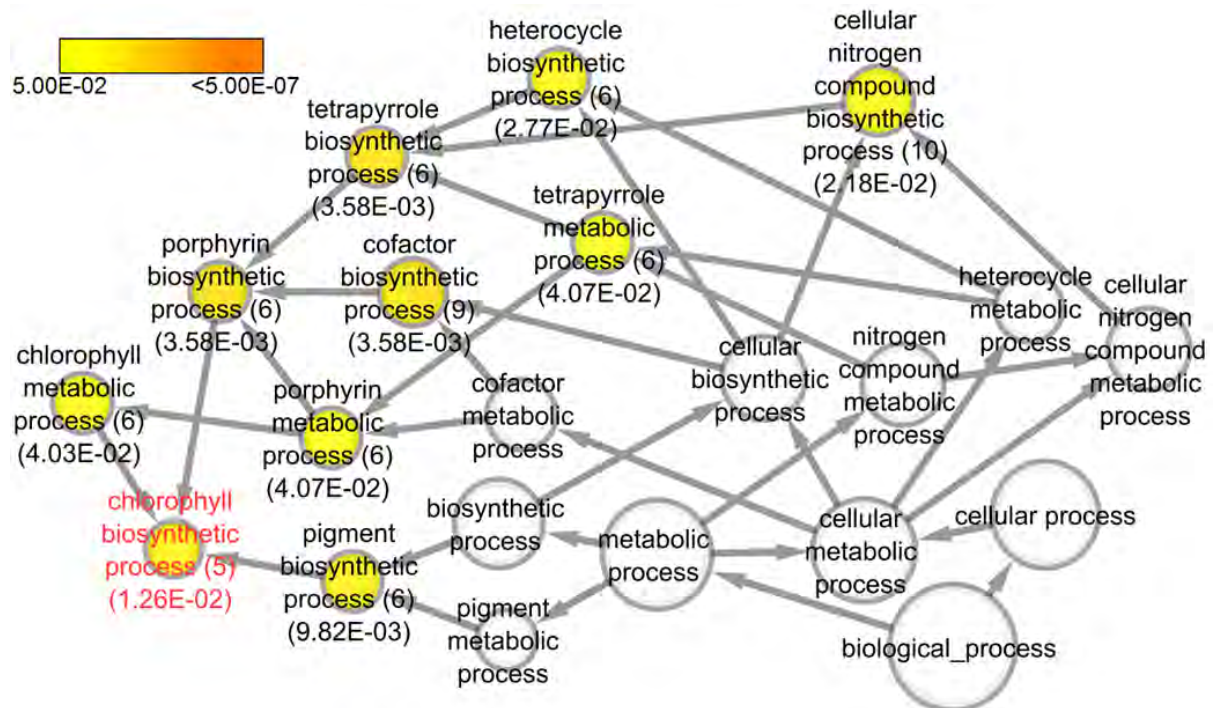 5.00E-02
<5.00E-07
heterocycle
biosynthetic
process (6)
(2.77E-02)
cellular
nitrogen
compound
biosynthetic
process (10)
(2.18E-02)
tetrapyrrole
biosynthetic
process (6)
(3.58E-03)
tetrapyrrole
metabolic
process (6)
(4.07E-02)
porphyrin
biosynthetic
process (6)
(3.58E-03)
cofactor
biosynthetic
process (9)
(3.58E-03)
heterocycle
metabolic
process
cellular
nitrogen
compound
metabolic
process
chlorophyll
metabolic
process (6)
(4.03E-02)
porphyrin
metabolic
process (6)
(4.07E-02)
cofactor
metabolic
process
cellular
biosynthetic
process
nitrogen
compound
metabolic
process
chlorophyll
biosynthetic
process (5)
(1.26E-02)
pigment
biosynthetic
process (6)
(9.82E-03)
biosynthetic
process
metabolic
process
cellular
metabolic
process
cellular process
pigment
metabolic
process
biological_process